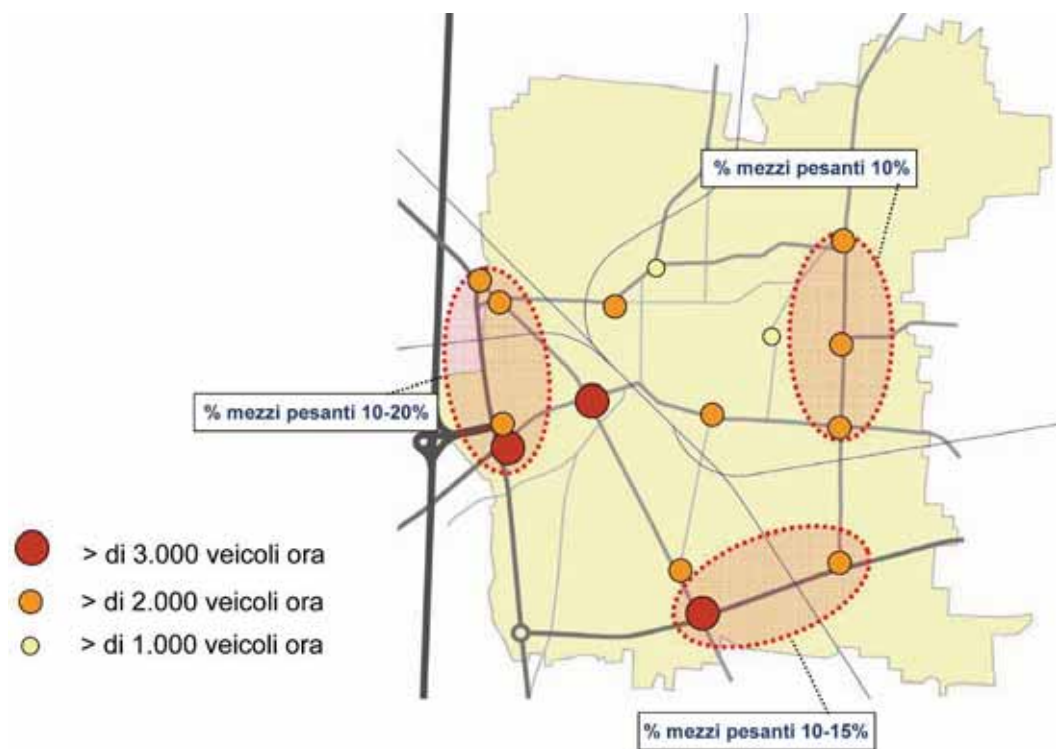 % mezzi pesanti 10%
% mezzi pesanti 10-20%
> di 3.000 veicoli ora
> di 2.000 veicoli ora
> di 1.000 veicoli ora
% mezzi pesanti 10-15%